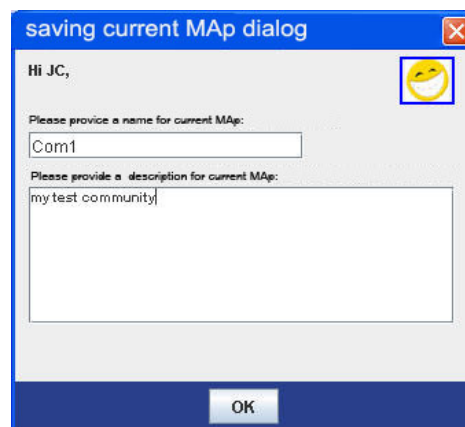 saving current MAp dialog
Hi JC,
Please provice a name for current MAp:
Com1
Please provide a description for current MAp:
my test community
OK